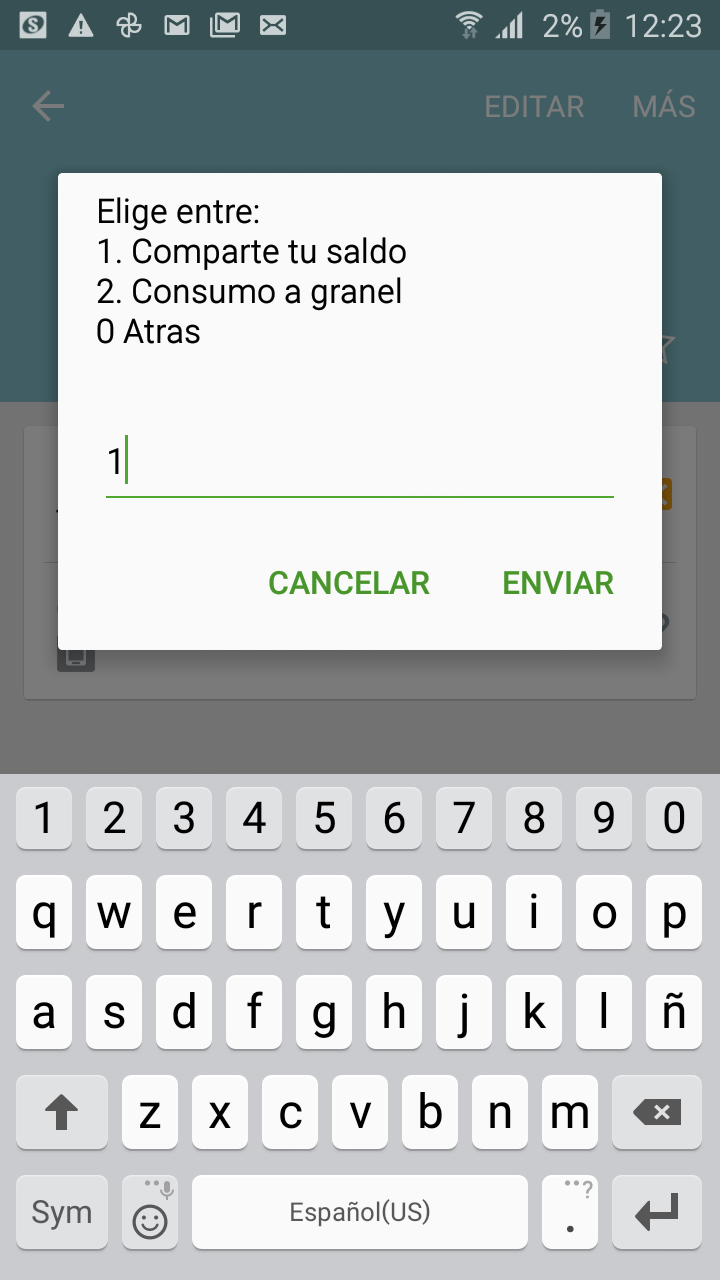 2% 12:23
EDITAR MÁS
Elige entre:
1. Comparte tu saldo
2. Consumo a granel
0 Atras
1
CANCELAR ENVIAR
1 2 3 4 5 6 7 8 9 0
q w e r t y u i o p
a s d f g h j k l ñ
z x c v b n m
Sym Español(US) . ?